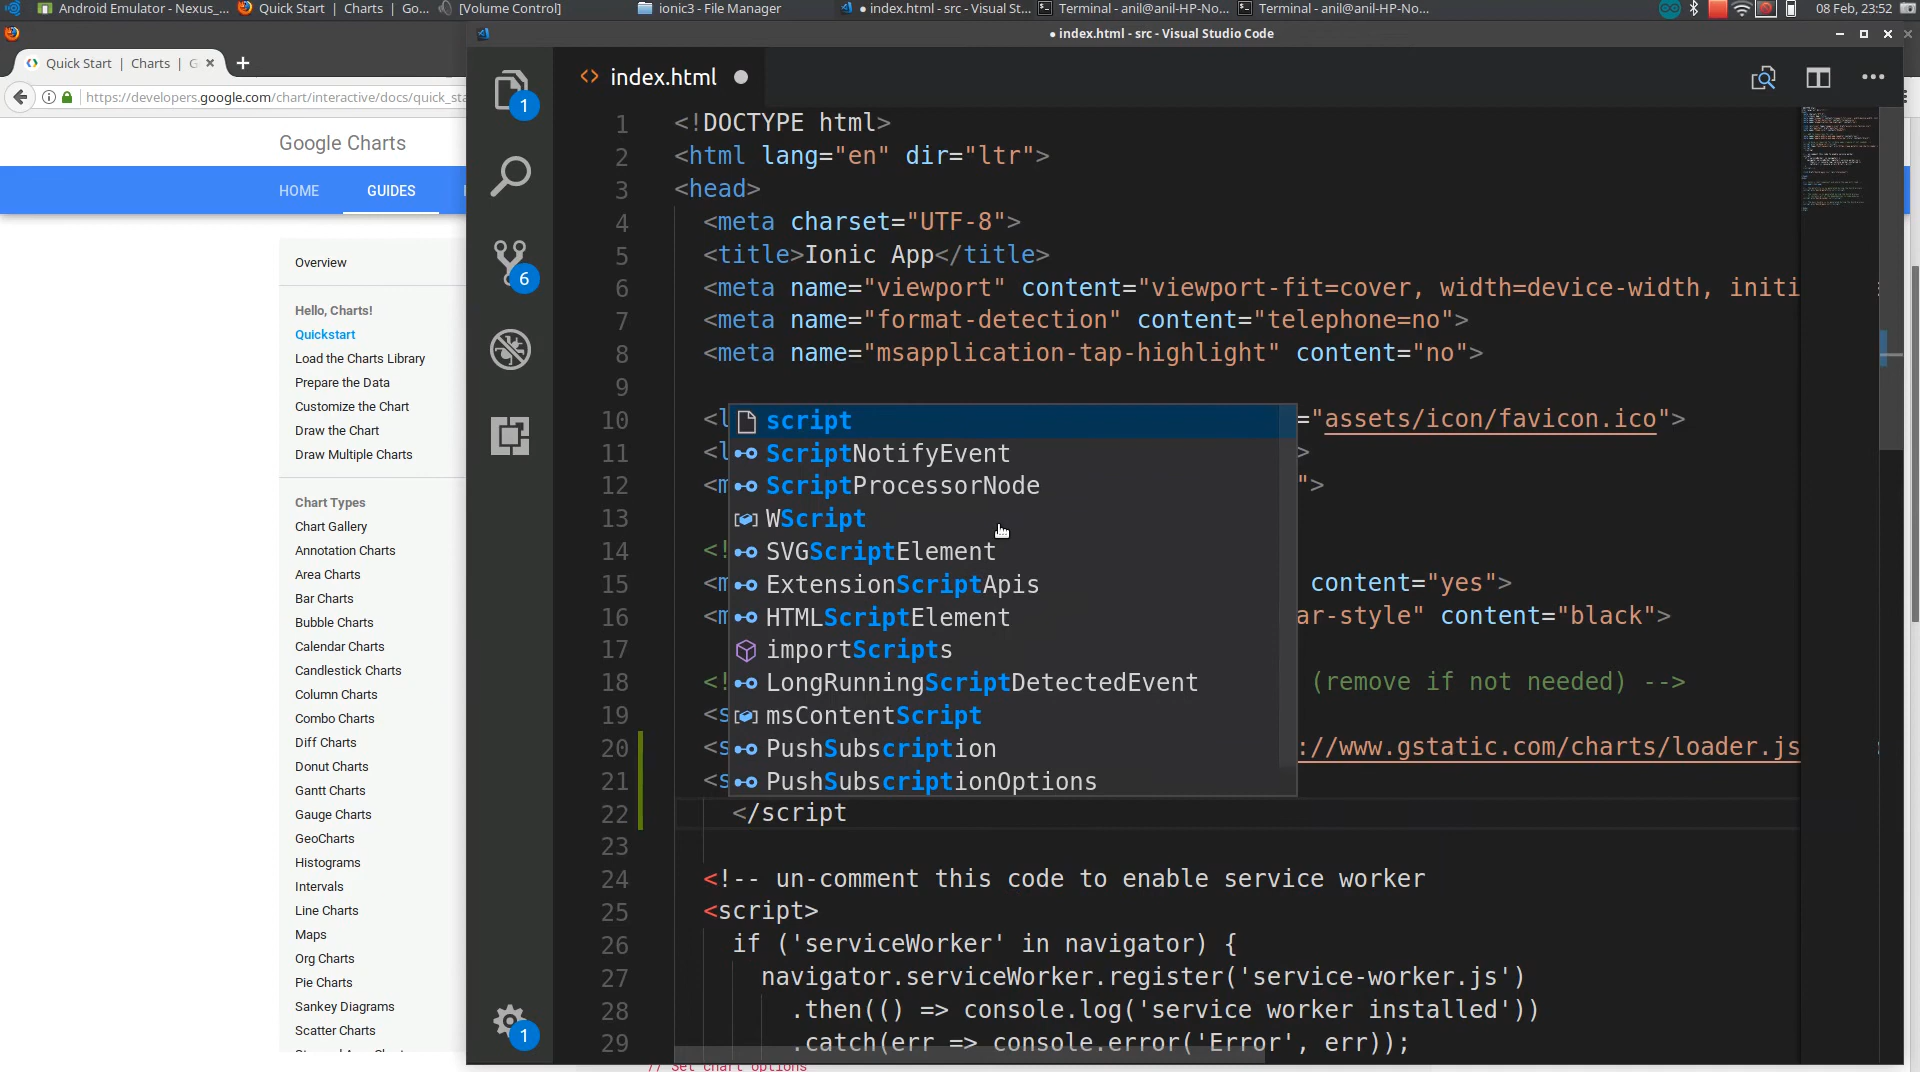 Android Emulator - Nexus_...
Quick Start | Charts | Go...
[Volume Control]
ionic3 - File Manager
● index.html - src - Visual St...
Terminal - anil@anil-HP-No...
Terminal - anil@anil-HP-No...
08 Feb, 23:52
● index.html - src - Visual Studio Code
Quick Start | Charts | G
https://developers.google.com/chart/interactive/docs/quick_sta
Google Charts
HOME
GUIDES
Overview
Hello, Charts!
Quickstart
Load the Charts Library
Prepare the Data
Customize the Chart
Draw the Chart
Draw Multiple Charts
Chart Types
Chart Gallery
Annotation Charts
Area Charts
Bar Charts
Bubble Charts
Calendar Charts
Candlestick Charts
Column Charts
Combo Charts
Diff Charts
Donut Charts
Gantt Charts
Gauge Charts
GeoCharts
Histograms
Intervals
Line Charts
Maps
Org Charts
Pie Charts
Sankey Diagrams
Scatter Charts
1
6
1
<> index.html ●
1 <!DOCTYPE html>
2 <html lang="en" dir="ltr">
3 <head>
4 <meta charset="UTF-8">
5 <title>Ionic App</title>
6 <meta name="viewport" content="viewport-fit=cover, width=device-width, initi
7 <meta name="format-detection" content="telephone=no">
8 <meta name="msapplication-tap-highlight" content="no">
9
10 <l ="assets/icon/favicon.ico">
11 <l >
12 <m ">
13
14 <!
15 <m content="yes">
16 <m ar-style" content="black">
17
18 <! (remove if not needed) -->
19 <s
20 <s ://www.gstatic.com/charts/loader.js
21 <s
22 </script
23
24 <!-- un-comment this code to enable service worker
25 <script>
26 if ('serviceWorker' in navigator) {
27 navigator.serviceWorker.register('service-worker.js')
28 .then(() => console.log('service worker installed'))
29 .catch(err => console.error('Error', err));
script
ScriptNotifyEvent
ScriptProcessorNode
WScript
SVGScriptElement
ExtensionScriptApis
HTMLScriptElement
importScripts
LongRunningScriptDetectedEvent
msContentScript
PushSubscription
PushSubscriptionOptions
// Set chart options